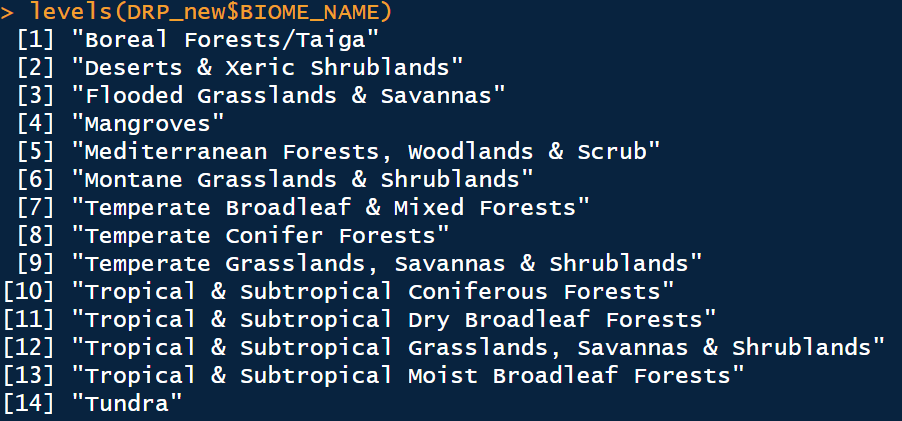 > levels(DRP_new$BIOME_NAME)
[1] "Boreal Forests/Taiga"
[2] "Deserts & Xeric Shrublands"
[3] "Flooded Grasslands & Savannas"
[4] "Mangroves"
[5] "Mediterranean Forests, Woodlands & Scrub"
[6] "Montane Grasslands & Shrublands"
[7] "Temperate Broadleaf & Mixed Forests"
[8] "Temperate Conifer Forests"
[9] "Temperate Grasslands, Savannas & Shrublands"
[10] "Tropical & Subtropical Coniferous Forests"
[11] "Tropical & Subtropical Dry Broadleaf Forests"
[12] "Tropical & Subtropical Grasslands, Savannas & Shrublands"
[13] "Tropical & Subtropical Moist Broadleaf Forests"
[14] "Tundra"